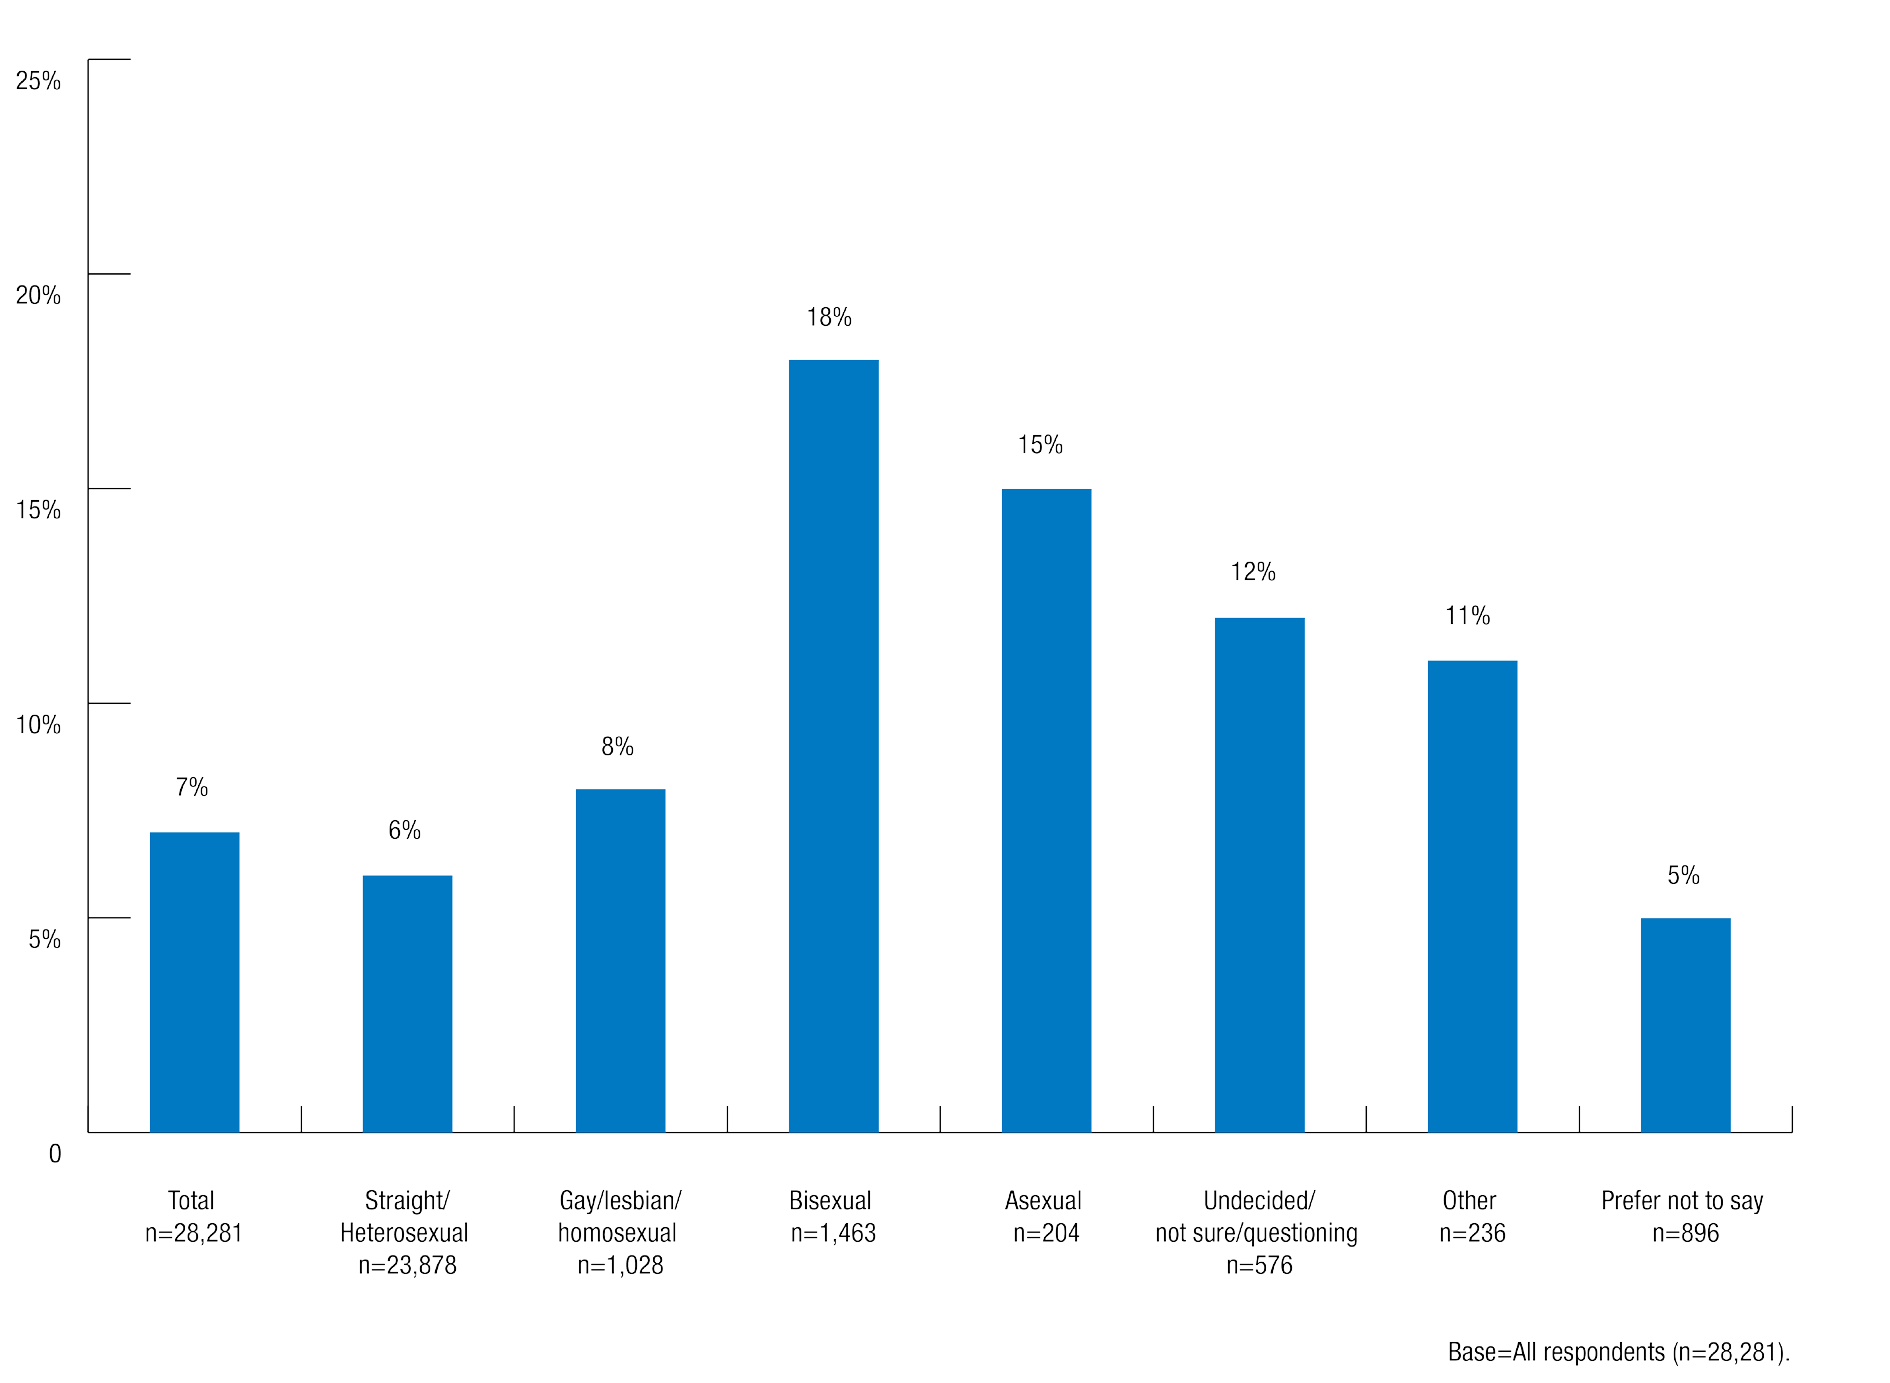 25%
20%
15%
10%
5%
0
7%
6%
8%
18%
15%
12%
11%
5%
Total
n=28,281
Straight/
Heterosexual
n=23,878
Gay/lesbian/
homosexual
n=1,028
Bisexual
n=1,463
Asexual
n=204
Undecided/
not sure/questioning
n=576
Other
n=236
Prefer not to say
n=896
Base=All respondents (n=28,281).